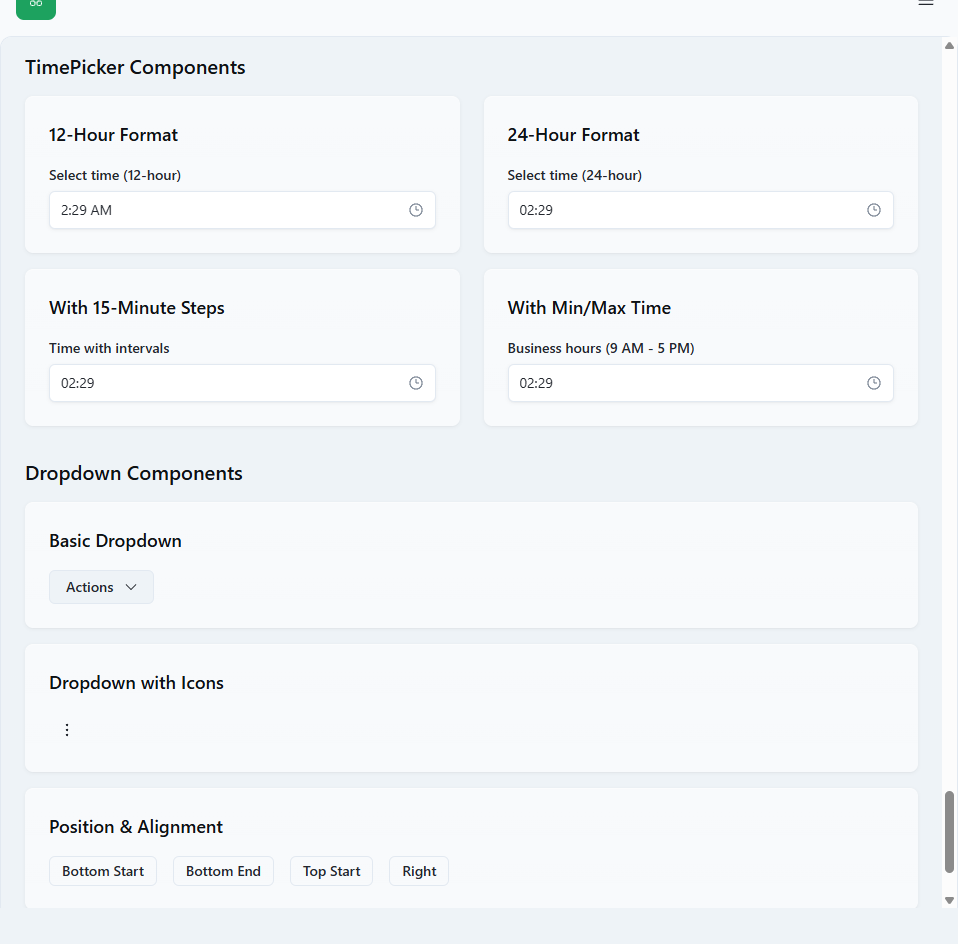 TimePicker Components
12-Hour Format
Select time (12-hour)
2:29 AM
24-Hour Format
Select time (24-hour)
02:29
With 15-Minute Steps
Time with intervals
02:29
With Min/Max Time
Business hours (9 AM - 5 PM)
02:29
Dropdown Components
Basic Dropdown
Actions
Dropdown with Icons
Position & Alignment
Bottom Start
Bottom End
Top Start
Right